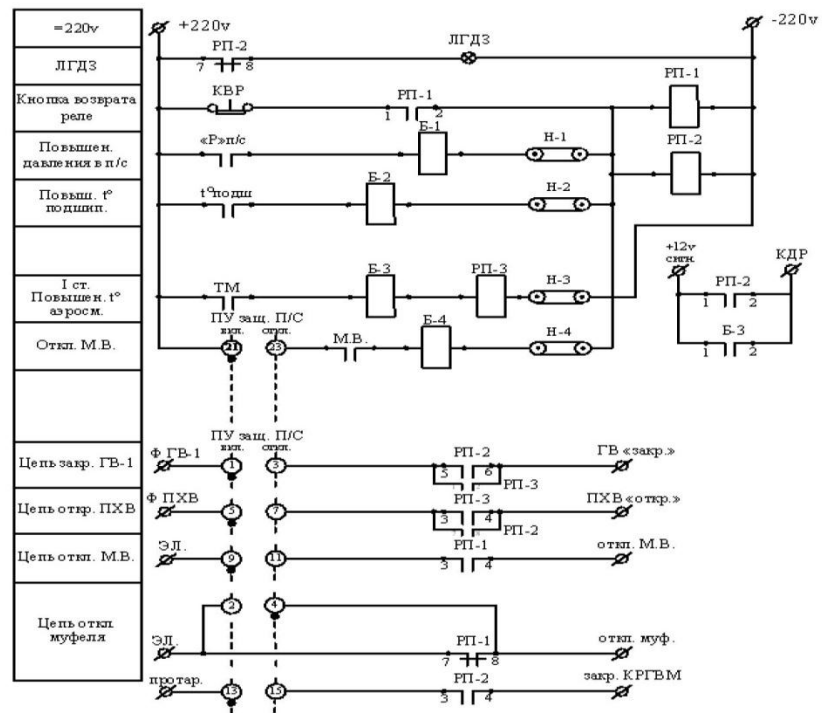 =220v
+220v
-220v
ЛГДЗ
РП-2
7 8
ЛГДЗ
Кнопка возврата
реле
КВР
РП-1
1 2
РП-1
Повышен.
давления в п/с
«Р»п/с
Б-1
Н-1
РП-2
Повыш. t°
подшип.
t°подш
Б-2
Н-2
+12v
сигн.
КДР
РП-2
1 2
I ст.
Повышен. t°
аэросм.
ТМ
Б-3
РП-3
Н-3
Б-3
1 2
Откл. М.В.
ПУ защ. П/С
вкл. откл.
21 23
М.В.
Б-4
Н-4
ПУ защ. П/С
вкл. откл.
Цепь закр. ГВ-1
Ф ГВ-1
1 3
РП-2
5 6
РП-3
ГВ «закр.»
Цепь откр. ПХВ
Ф ПХВ
5 7
РП-3
3 4
РП-2
ПХВ «откр.»
Цепь откл. М.В.
ЭЛ.
9 11
РП-1
3 4
откл. М.В.
Цепь откл
муфеля
2 4
ЭЛ.
РП-1
7 8
откл. муф.
протар.
13 15
РП-2
3 4
закр. КРГВМ